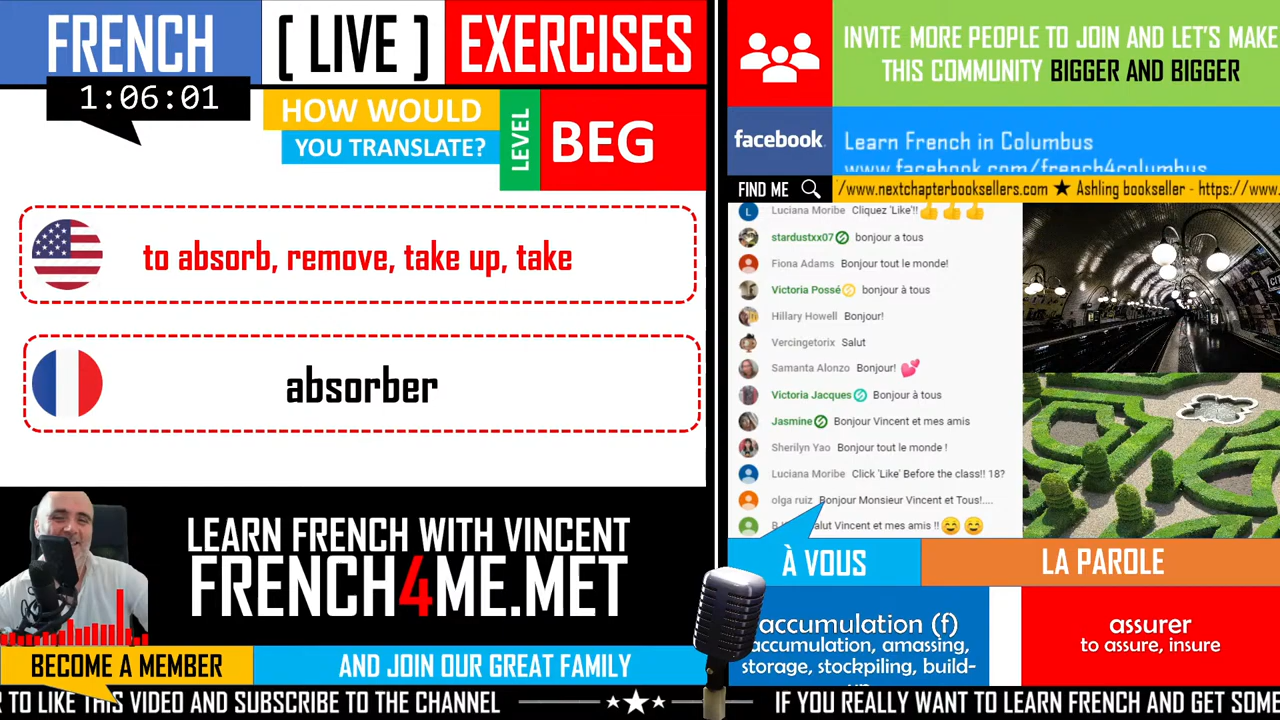 FRENCH
[ LIVE ]
EXERCISES
1:06:01
HOW WOULD
YOU TRANSLATE?
LEVEL
BEG
to absorb, remove, take up, take
absorber
LEARN FRENCH WITH VINCENT
FRENCH4ME.MET
BECOME A MEMBER
AND JOIN OUR GREAT FAMILY
INVITE MORE PEOPLE TO JOIN AND LET'S MAKE
THIS COMMUNITY BIGGER AND BIGGER
facebook
Learn French in Columbus
www.facebook.com/french4columbus
FIND ME
/www.nextchapterbooksellers.com ★ Ashling bookseller - https://www.
L Luciana Moribe Cliquez 'Like'!! 👍👍👍
stardustxx07 bonjour a tous
Fiona Adams Bonjour tout le monde!
Victoria Possé bonjour à tous
Hillary Howell Bonjour!
Vercingetorix Salut
Samanta Alonzo Bonjour! 💕
Victoria Jacques Bonjour à tous
Jasmine Bonjour Vincent et mes amis
Sherilyn Yao Bonjour tout le monde !
Luciana Moribe Click 'Like' Before the class!! 18?
olga ruiz Bonjour Monsieur Vincent et Tous!....
alut Vincent et mes amis !! 😊 😊
À VOUS
LA PAROLE
accumulation (f)
accumulation, amassing,
storage, stockpiling, build-
assurer
to assure, insure
R TO LIKE THIS VIDEO AND SUBSCRIBE TO THE CHANNEL ★ IF YOU REALLY WANT TO LEARN FRENCH AND GET SOME